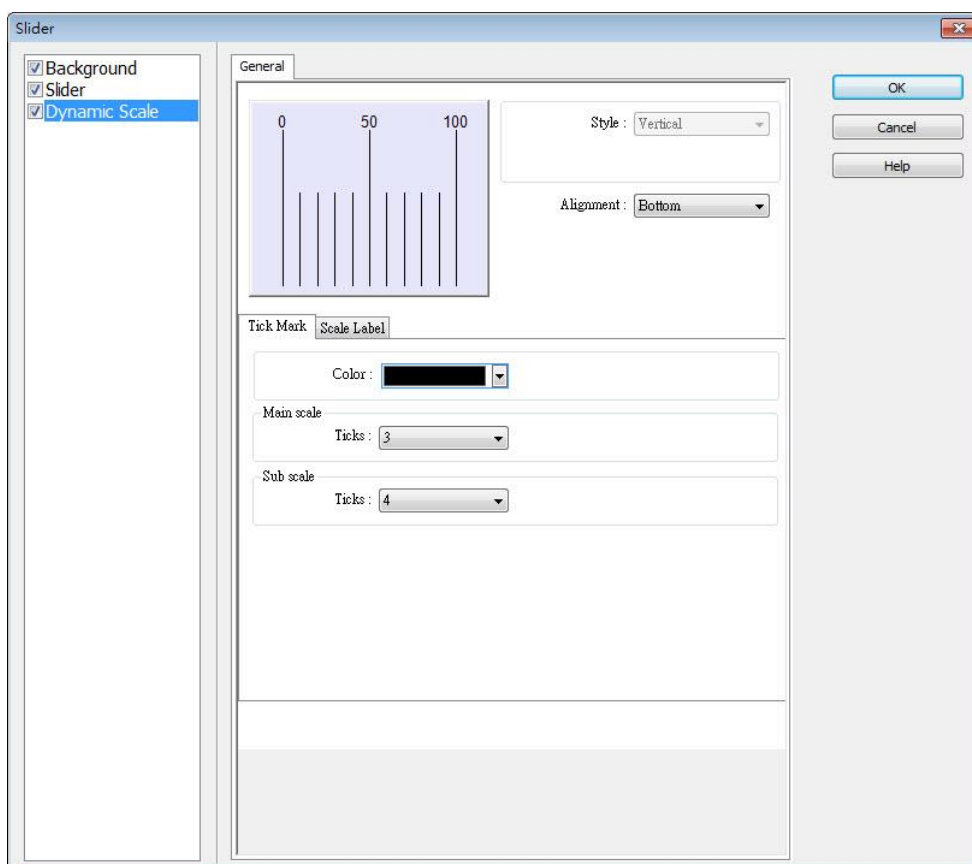 Slider
Background
Slider
Dynamic Scale
General
0 50 100
Style : Vertical
Alignment : Bottom
OK
Cancel
Help
Tick Mark Scale Label
Color :
Main scale
Ticks : 3
Sub scale
Ticks : 4